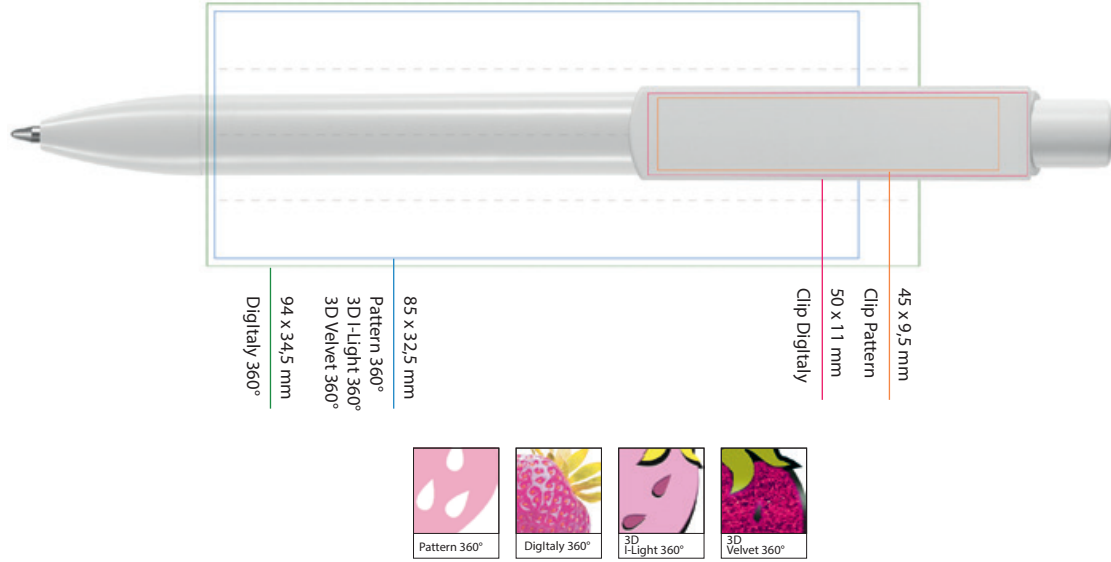 94 x 34,5 mm
DigItaly 360°
85 x 32,5 mm
Pattern 360°
3D I-Light 360°
3D Velvet 360°
50 x 11 mm
Clip DigItaly
45 x 9,5 mm
Clip Pattern
Pattern 360°
DigItaly 360°
3D
I-Light 360°
3D
Velvet 360°